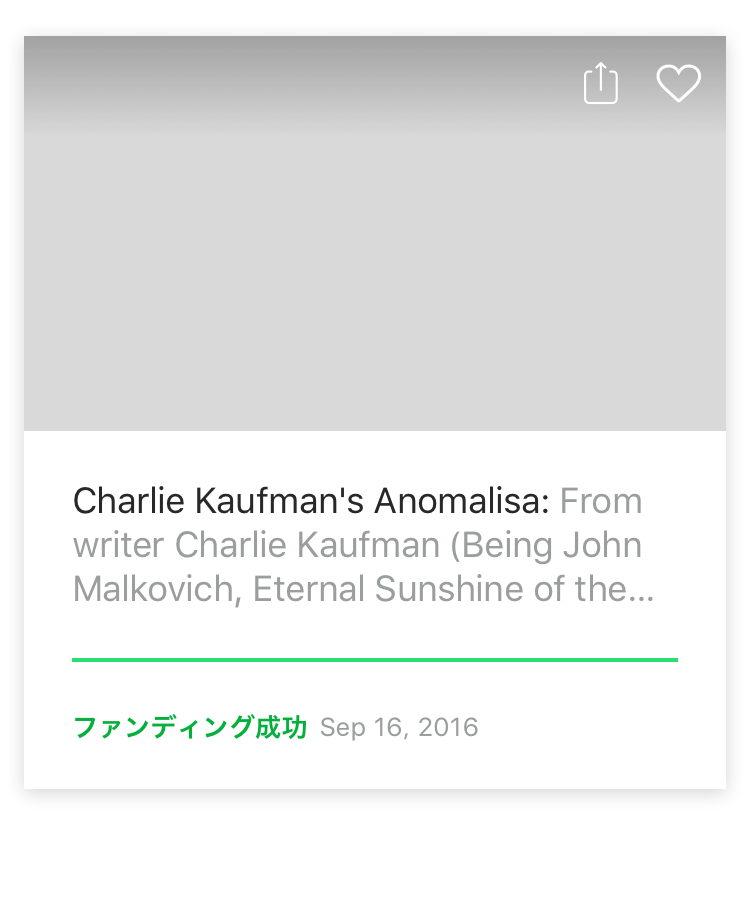 Charlie Kaufman's Anomalisa: From
writer Charlie Kaufman (Being John
Malkovich, Eternal Sunshine of the…
ファンディング成功 Sep 16, 2016